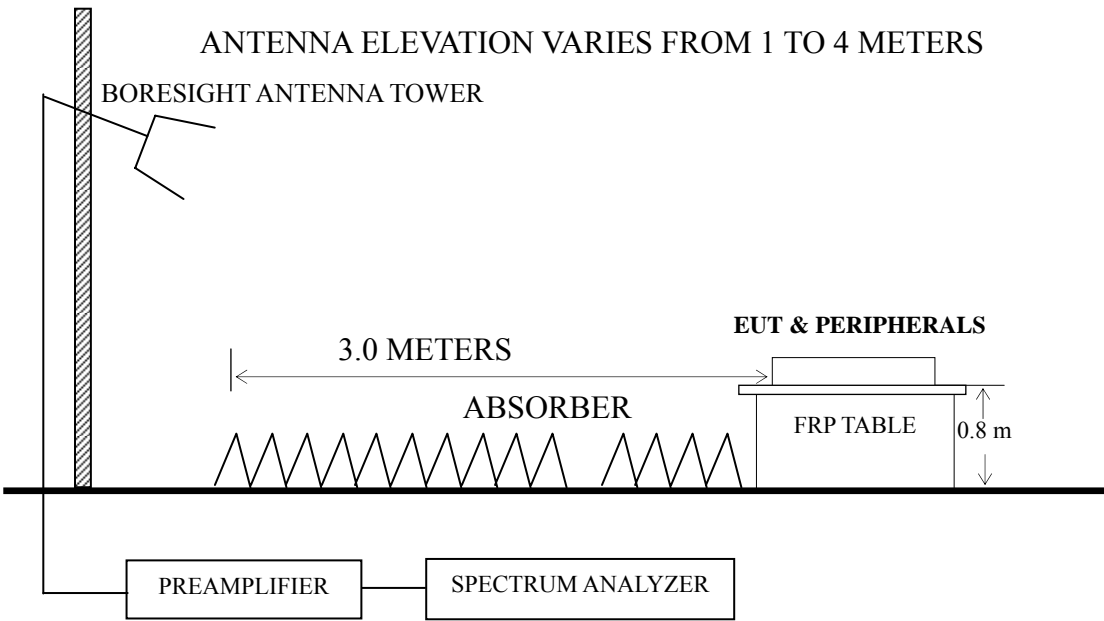 ANTENNA ELEVATION VARIES FROM 1 TO 4 METERS
BORESIGHT ANTENNA TOWER
EUT & PERIPHERALS
3.0 METERS
ABSORBER
FRP TABLE
0.8 m
PREAMPLIFIER
SPECTRUM ANALYZER